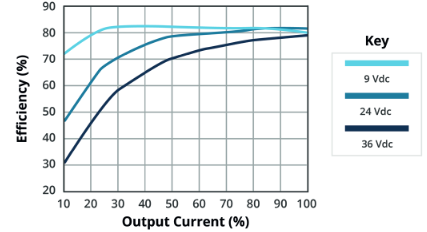 90
80
70
60
50
40
30
20
Efficiency (%)
10 20 30 40 50 60 70 80 90 100
Output Current (%)
Key
9 Vdc
24 Vdc
36 Vdc